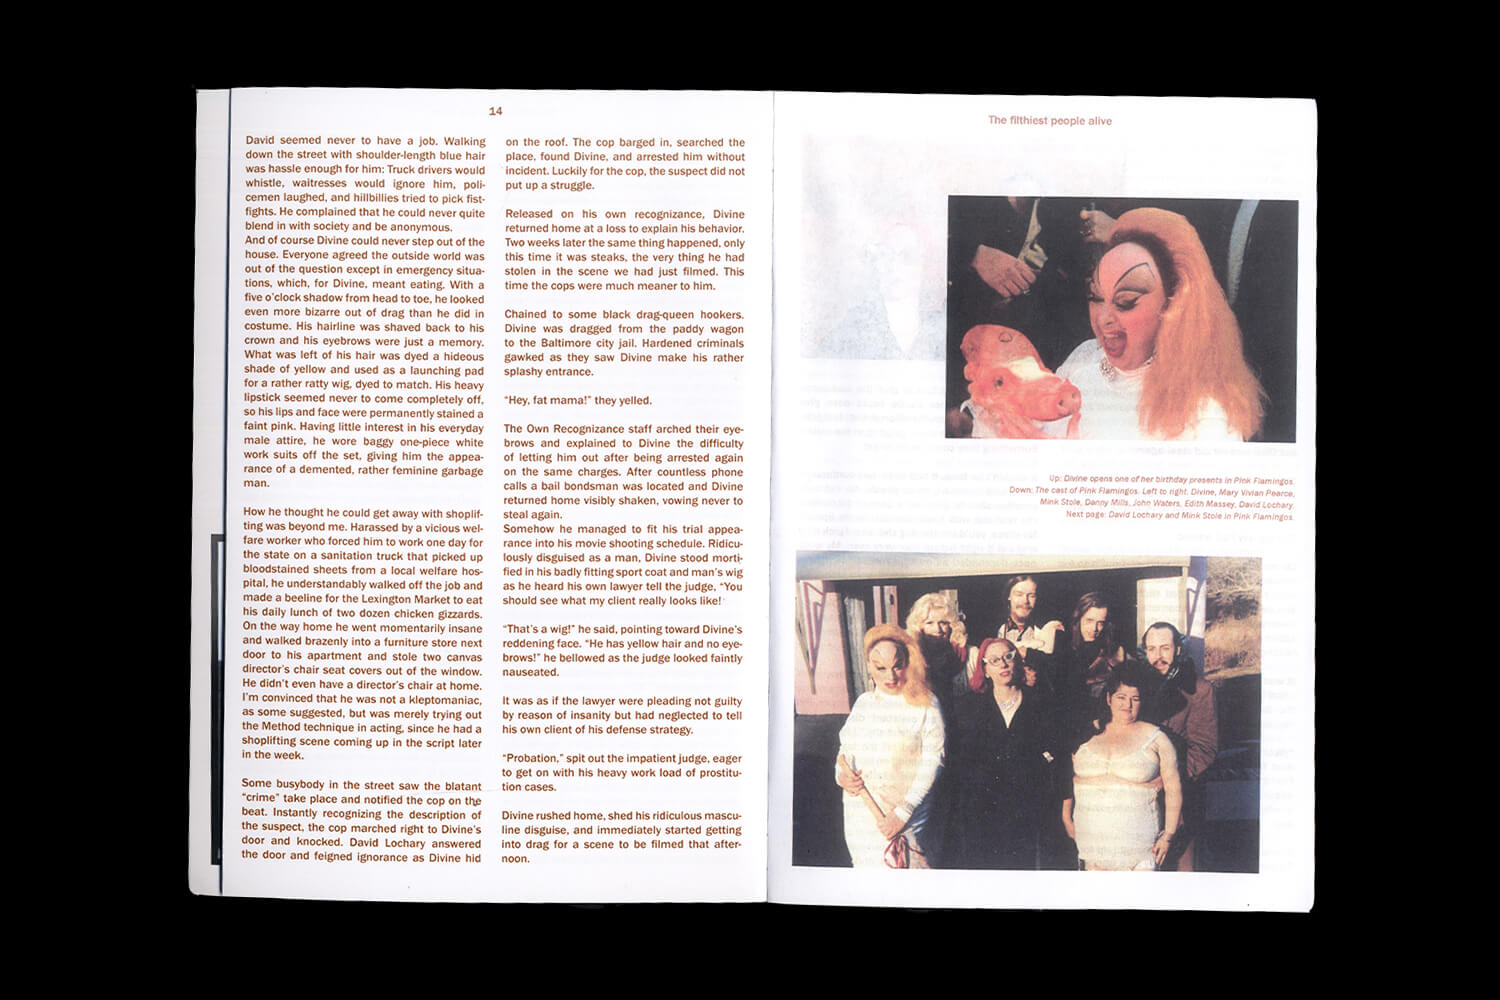 14
David seemed never to have a job. Walking
down the street with shoulder-length blue hair
was hassle enough for him: Truck drivers would
whistle, waitresses would ignore him, poli-
cemen laughed, and hillbillies tried to pick fist-
fights. He complained that he could never quite
blend in with society and be anonymous.
And of course Divine could never step out of the
house. Everyone agreed the outside world was
out of the question except in emergency situa-
tions, which, for Divine, meant eating. With a
five o'clock shadow from head to toe, he looked
even more bizarre out of drag than he did in
costume. His hairline was shaved back to his
crown and his eyebrows were just a memory.
What was left of his hair was dyed a hideous
shade of yellow and used as a launching pad
for a rather ratty wig, dyed to match. His heavy
lipstick seemed never to come completely off,
so his lips and face were permanently stained a
faint pink. Having little interest in his everyday
male attire, he wore baggy one-piece white
work suits off the set, giving him the appea-
rance of a demented, rather feminine garbage
man.
How he thought he could get away with shoplif-
ting was beyond me. Harassed by a vicious wel-
fare worker who forced him to work one day for
the state on a sanitation truck that picked up
bloodstained sheets from a local welfare hos-
pital, he understandably walked off the job and
made a beeline for the Lexington Market to eat
his daily lunch of two dozen chicken gizzards.
On the way home he went momentarily insane
and walked brazenly into a furniture store next
door to his apartment and stole two canvas
director's chair seat covers out of the window.
He didn't even have a director's chair at home.
I'm convinced that he was not a kleptomaniac,
as some suggested, but was merely trying out
the Method technique in acting, since he had a
shoplifting scene coming up in the script later
in the week.
Some busybody in the street saw the blatant
"crime" take place and notified the cop on the
beat. Instantly recognizing the description of
the suspect, the cop marched right to Divine's
door and knocked. David Lochary answered
the door and feigned ignorance as Divine hid
on the roof. The cop barged in, searched the
place, found Divine, and arrested him without
incident. Luckily for the cop, the suspect did not
put up a struggle.
Released on his own recognizance, Divine
returned home at a loss to explain his behavior.
Two weeks later the same thing happened, only
this time it was steaks, the very thing he had
stolen in the scene we had just filmed. This
time the cops were much meaner to him.
Chained to some black drag-queen hookers.
Divine was dragged from the paddy wagon
to the Baltimore city jail. Hardened criminals
gawked as they saw Divine make his rather
splashy entrance.
"Hey, fat mama!" they yelled.
The Own Recognizance staff arched their eye-
brows and explained to Divine the difficulty
of letting him out after being arrested again
on the same charges. After countless phone
calls a bail bondsman was located and Divine
returned home visibly shaken, vowing never to
steal again.
Somehow he managed to fit his trial appea-
rance into his movie shooting schedule. Ridicu-
lously disguised as a man, Divine stood morti-
fied in his badly fitting sport coat and man's wig
as he heard his own lawyer tell the judge, "You
should see what my client really looks like!
"That's a wig!" he said, pointing toward Divine's
reddening face. "He has yellow hair and no eye-
brows!" he bellowed as the judge looked faintly
nauseated.
It was as if the lawyer were pleading not guilty
by reason of insanity but had neglected to tell
his own client of his defense strategy.
"Probation," spit out the impatient judge, eager
to get on with his heavy work load of prostitu-
tion cases.
Divine rushed home, shed his ridiculous mascu-
line disguise, and immediately started getting
into drag for a scene to be filmed that after-
noon.
The filthiest people alive
Up: Divine opens one of her birthday presents in Pink Flamingos.
Down: The cast of Pink Flamingos. Left to right. Divine, Mary Vivian Pearce,
Mink Stole, Danny Mills, John Waters, Edith Massey, David Lochary.
Next page: David Lochary and Mink Stole in Pink Flamingos.